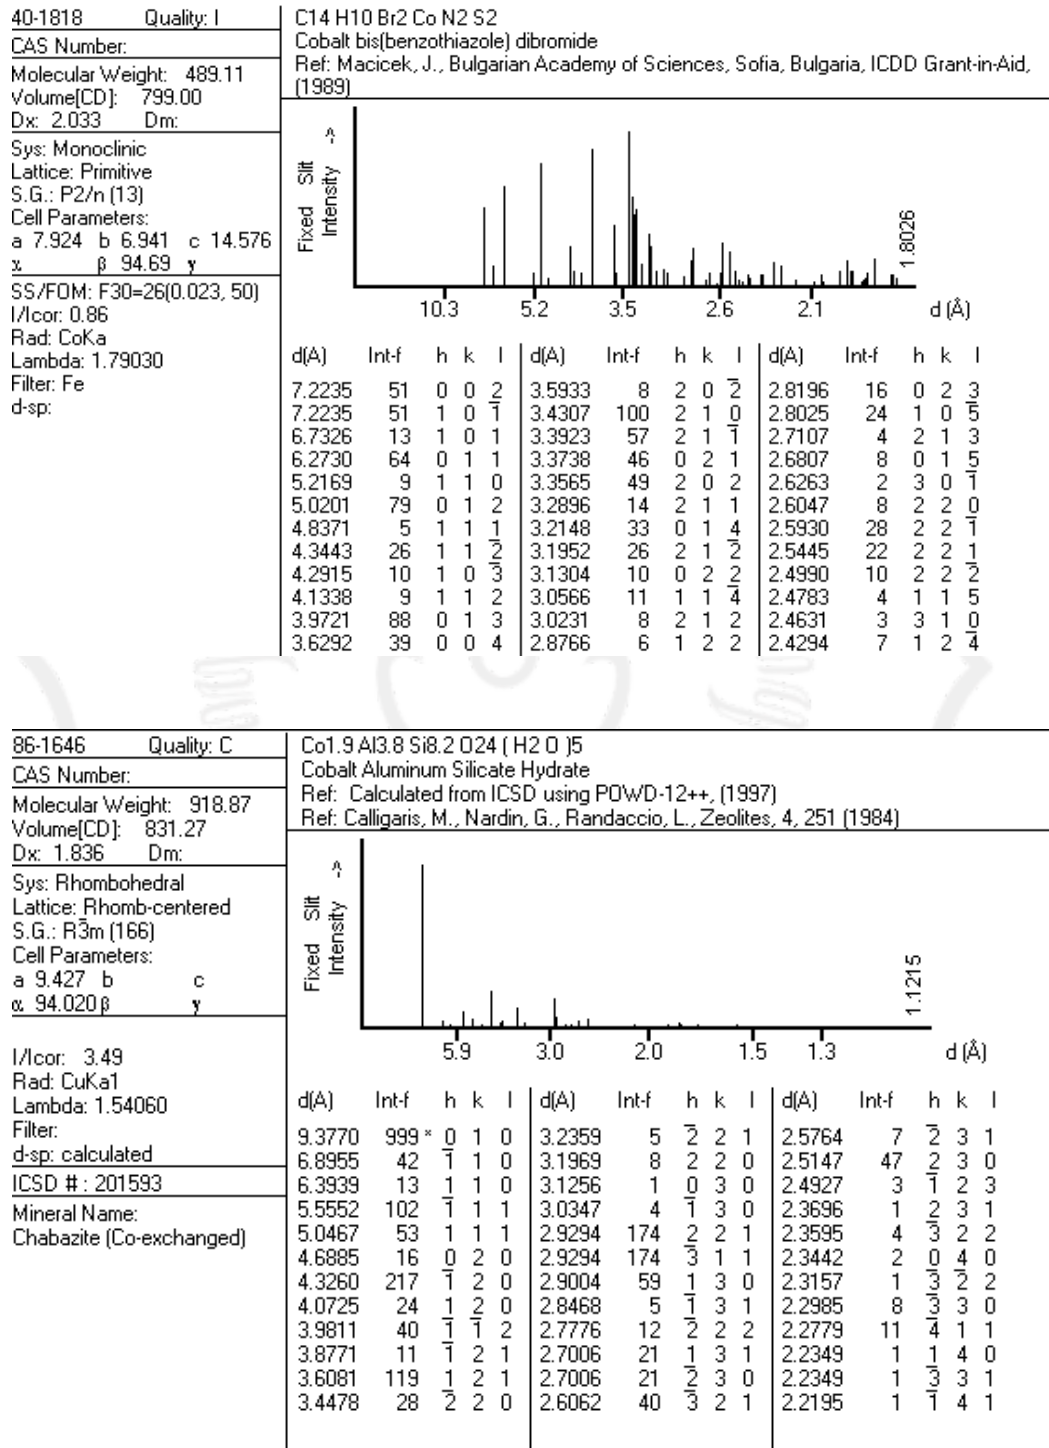 40-1818 Quality: I
CAS Number:
Molecular Weight: 489.11
Volume[CD]: 799.00
Dx: 2.033 Dm:
Sys: Monoclinic
Lattice: Primitive
S.G.: P2/n (13)
Cell Parameters:
a 7.924 b 6.941 c 14.576
α β 94.69 γ
SS/FOM: F30=26(0.023, 50)
I/Icor: 0.86
Rad: CoKa
Lambda: 1.79030
Filter: Fe
d-sp:
C14 H10 Br2 Co N2 S2
Cobalt bis(benzothiazole) dibromide
Ref: Macicek, J., Bulgarian Academy of Sciences, Sofia, Bulgaria, ICDD Grant-in-Aid,
(1989)
Fixed Slit
Intensity ->
1.8026
10.3 5.2 3.5 2.6 2.1 d (Å)
d(A) Int-f h k l d(A) Int-f h k l d(A) Int-f h k l
7.2235 51 0 0 2 3.5933 8 2 0 2̅ 2.8196 16 0 2 3
7.2235 51 1 0 1̅ 3.4307 100 2 1 0 2.8025 24 1 0 5̅
6.7326 13 1 0 1 3.3923 57 2 1 1̅ 2.7107 4 2 1 3
6.2730 64 0 1 1 3.3738 46 0 2 1 2.6807 8 0 1 5
5.2169 9 1 1 0 3.3565 49 2 0 2 2.6263 2 3 0 1̅
5.0201 79 0 1 2 3.2896 14 2 1 1 2.6047 8 2 2 0
4.8371 5 1 1 1 3.2148 33 0 1 4 2.5930 28 2 2 1̅
4.3443 26 1 1 2̅ 3.1952 26 2 1 2̅ 2.5445 22 2 2 1
4.2915 10 1 0 3̅ 3.1304 10 0 2 2 2.4990 10 2 2 2̅
4.1338 9 1 1 2 3.0566 11 1 1 4̅ 2.4783 4 1 1 5
3.9721 88 0 1 3 3.0231 8 2 1 2 2.4631 3 3 1 0
3.6292 39 0 0 4 2.8766 6 1 2 2 2.4294 7 1 2 4̅
86-1646 Quality: C
CAS Number:
Molecular Weight: 918.87
Volume[CD]: 831.27
Dx: 1.836 Dm:
Sys: Rhombohedral
Lattice: Rhomb-centered
S.G.: R3̅m (166)
Cell Parameters:
a 9.427 b c
α 94.020 β γ
I/Icor: 3.49
Rad: CuKa1
Lambda: 1.54060
Filter:
d-sp: calculated
ICSD # : 201593
Mineral Name:
Chabazite (Co-exchanged)
Co1.9 Al3.8 Si8.2 O24 ( H2 O )5
Cobalt Aluminum Silicate Hydrate
Ref: Calculated from ICSD using POWD-12++, (1997)
Ref: Calligaris, M., Nardin, G., Randaccio, L., Zeolites, 4, 251 (1984)
Fixed Slit
Intensity ->
1.1215
5.9 3.0 2.0 1.5 1.3 d (Å)
d(A) Int-f h k l d(A) Int-f h k l d(A) Int-f h k l
9.3770 999 * 0 1 0 3.2359 5 2̅ 2 1 2.5764 7 2̅ 3 1
6.8955 42 1̅ 1 0 3.1969 8 2 2 0 2.5147 47 2̅ 3 0
6.3939 13 1 1 0 3.1256 1 0 3 0 2.4927 3 1̅ 2 3
5.5552 102 1̅ 1 1 3.0347 4 1̅ 3 0 2.3696 1 2 3 1
5.0467 53 1 1 1 2.9294 174 2 2 1 2.3595 4 3̅ 2 2
4.6885 16 0 2 0 2.9294 174 3̅ 1 1 2.3442 2 0 4 0
4.3260 217 1̅ 2 0 2.9004 59 1 3 0 2.3157 1 3̅ 2̅ 2
4.0725 24 1 2 0 2.8468 5 1̅ 3 1 2.2985 8 3̅ 3 0
3.9811 40 1̅ 1̅ 2 2.7776 12 2̅ 2 2 2.2779 11 4̅ 1 1
3.8771 11 1̅ 2 1 2.7006 21 1 3 1 2.2349 1 1 4 0
3.6081 119 1 2 1 2.7006 21 2̅ 3 0 2.2349 1 3̅ 3 1
3.4478 28 2̅ 2 0 2.6062 40 3̅ 2 1 2.2195 1 1̅ 4 1